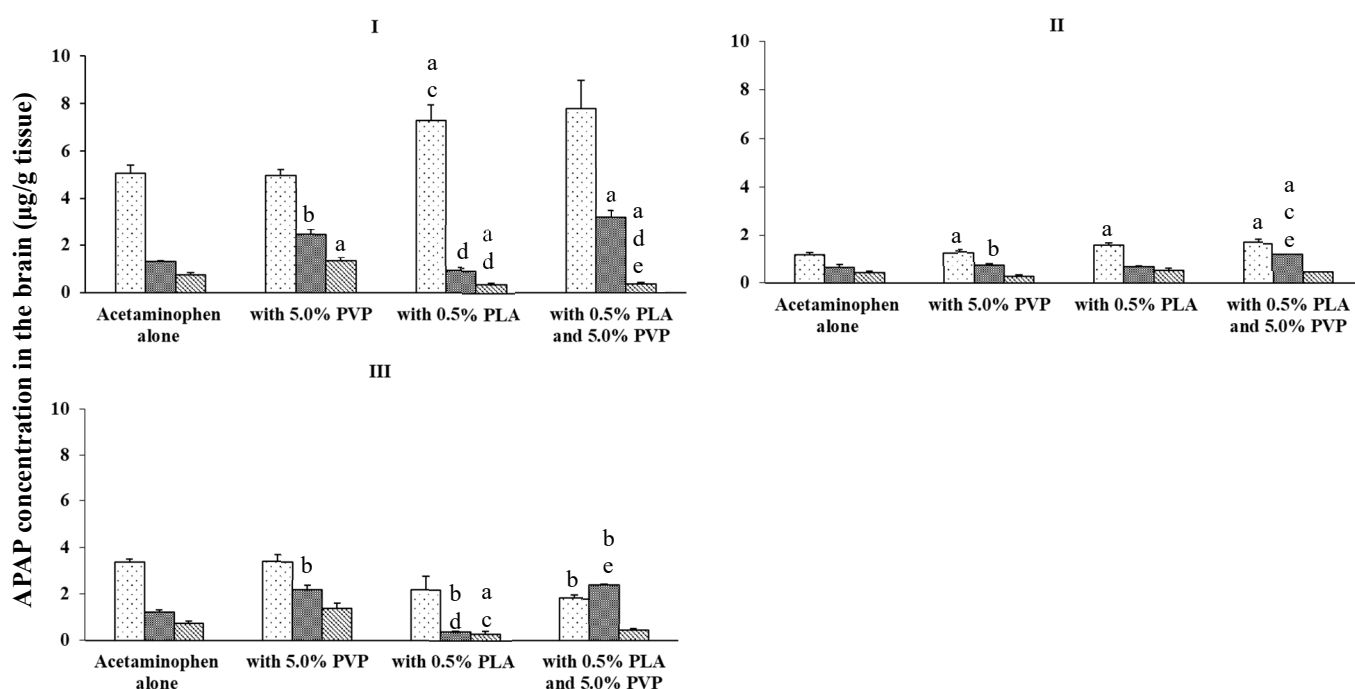 APAP concentration in the brain (µg/g tissue)
I
10
8
6
4
2
0
b
a
a
c
d
a
d
a
a
d
e
Acetaminophen
alone
with 5.0% PVP
with 0.5% PLA
with 0.5% PLA
and 5.0% PVP
II
10
8
6
4
2
0
a
b
a
a
a
c
e
Acetaminophen
alone
with 5.0% PVP
with 0.5% PLA
with 0.5% PLA
and 5.0% PVP
III
10
8
6
4
2
0
b
b
d
a
c
b
b
e
Acetaminophen
alone
with 5.0% PVP
with 0.5% PLA
with 0.5% PLA
and 5.0% PVP